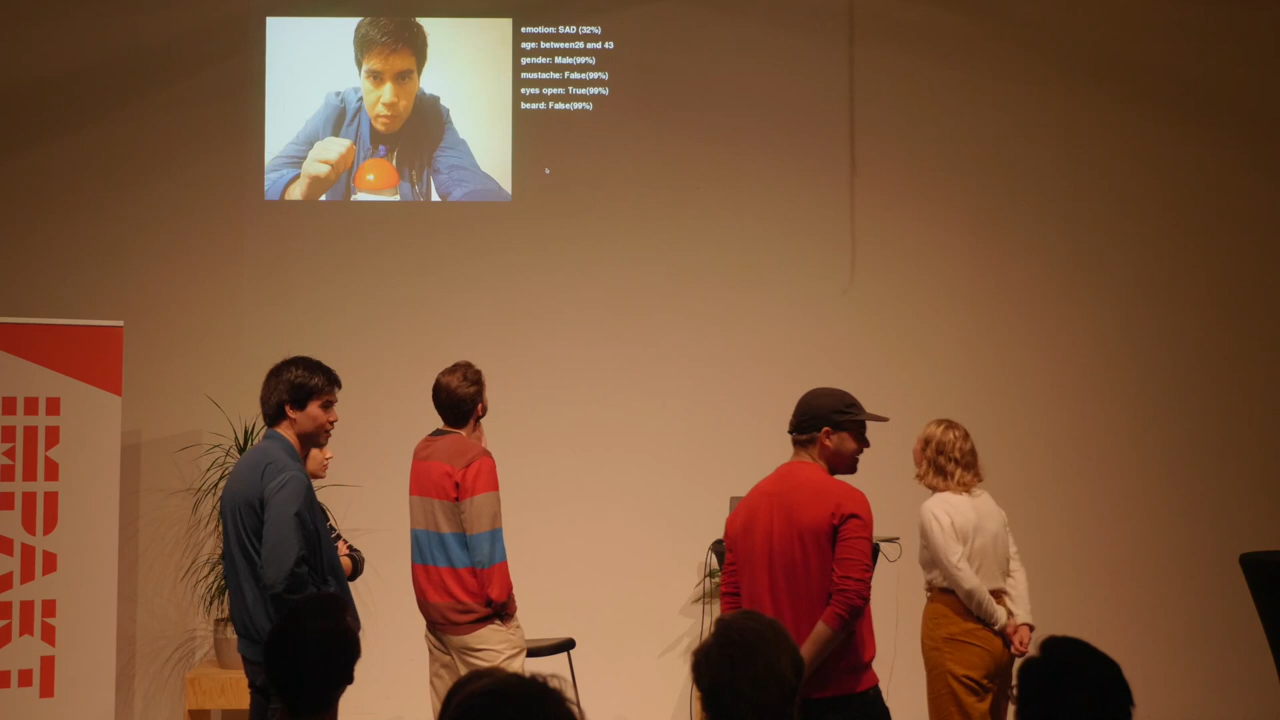 emotion: SAD (32%)
age: between26 and 43
gender: Male(99%)
mustache: False(99%)
eyes open: True(99%)
beard: False(99%)
IMPAKT